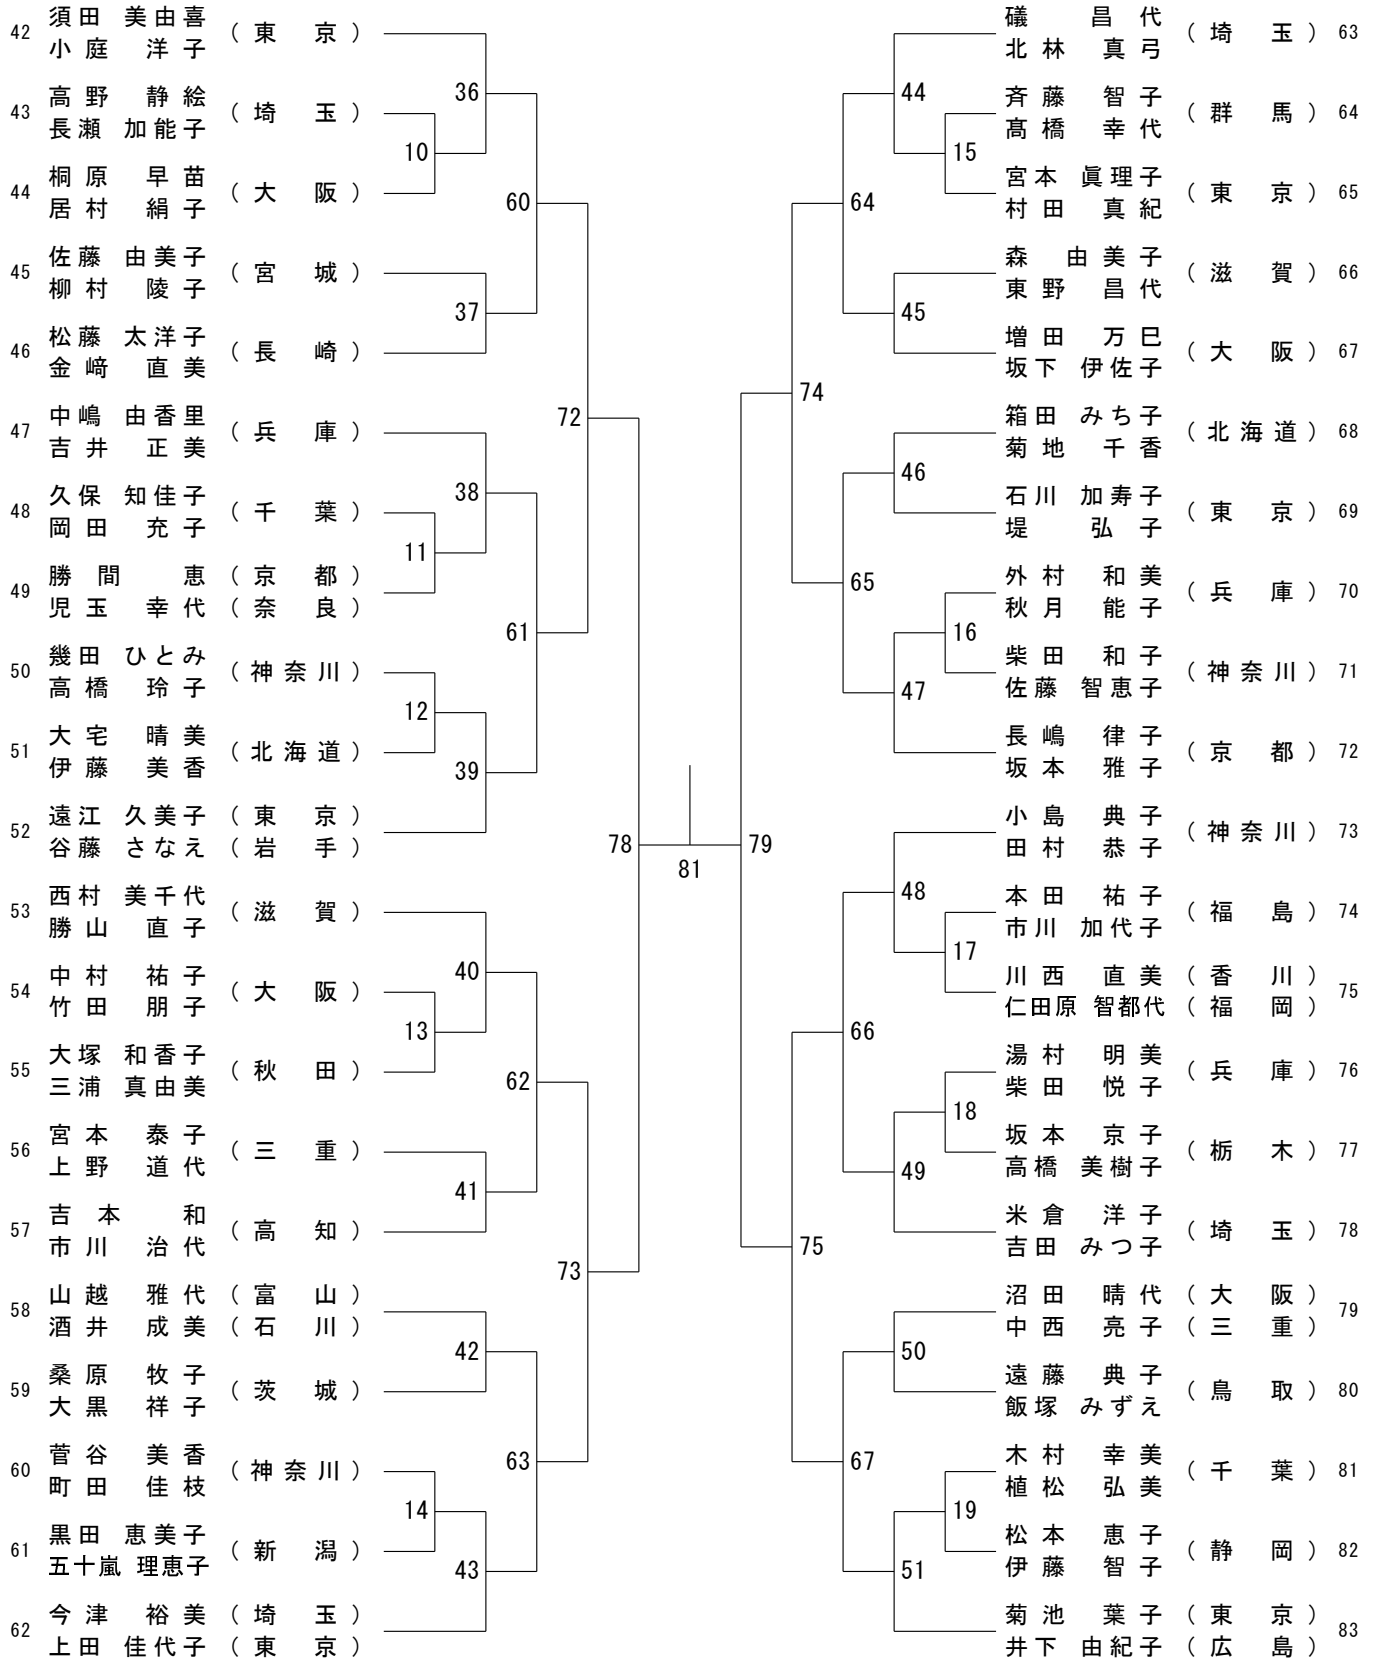 42 須田 美由喜 (東京)
小庭 洋子
43 高野 静絵 (埼玉)
長瀬 加能子
44 桐原 早苗 (大阪)
居村 絹子
45 佐藤 由美子 (宮城)
柳村 陵子
46 松藤 太洋子 (長崎)
金﨑 直美
47 中嶋 由香里 (兵庫)
吉井 正美
48 久保 知佳子 (千葉)
岡田 充子
49 勝間 恵 (京都)
児玉 幸代 (奈良)
50 幾田 ひとみ (神奈川)
高橋 玲子
51 大宅 晴美 (北海道)
伊藤 美香
52 遠江 久美子 (東京)
谷藤 さなえ (岩手)
53 西村 美千代 (滋賀)
勝山 直子
54 中村 祐子 (大阪)
竹田 朋子
55 大塚 和香子 (秋田)
三浦 真由美
56 宮本 泰子 (三重)
上野 道代
57 吉本 和 (高知)
市川 治代
58 山越 雅代 (富山)
酒井 成美 (石川)
59 桑原 牧子 (茨城)
大黒 祥子
60 菅谷 美香 (神奈川)
町田 佳枝
61 黒田 恵美子 (新潟)
五十嵐 理恵子
62 今津 裕美 (埼玉)
上田 佳代子 (東京)
36
10
60
37
72
38
11
61
12
39
78
40
13
62
41
73
42
63
14
43
81
44
15
64
45
74
46
65
16
47
79
48
17
66
18
49
75
50
67
19
51
礒 昌代 (埼玉) 63
北林 真弓
斉藤 智子 (群馬) 64
髙橋 幸代
宮本 眞理子 (東京) 65
村田 真紀
森 由美子 (滋賀) 66
東野 昌代
増田 万巳 (大阪) 67
坂下 伊佐子
箱田 みち子 (北海道) 68
菊地 千香
石川 加寿子 (東京) 69
堤 弘子
外村 和美 (兵庫) 70
秋月 能子
柴田 和子 (神奈川) 71
佐藤 智恵子
長嶋 律子 (京都) 72
坂本 雅子
小島 典子 (神奈川) 73
田村 恭子
本田 祐子 (福島) 74
市川 加代子
川西 直美 (香川) 75
仁田原 智都代 (福岡)
湯村 明美 (兵庫) 76
柴田 悦子
坂本 京子 (栃木) 77
高橋 美樹子
米倉 洋子 (埼玉) 78
吉田 みつ子
沼田 晴代 (大阪) 79
中西 亮子 (三重)
遠藤 典子 (鳥取) 80
飯塚 みずえ
木村 幸美 (千葉) 81
植松 弘美
松本 恵子 (静岡) 82
伊藤 智子
菊池 葉子 (東京) 83
井下 由紀子 (広島)